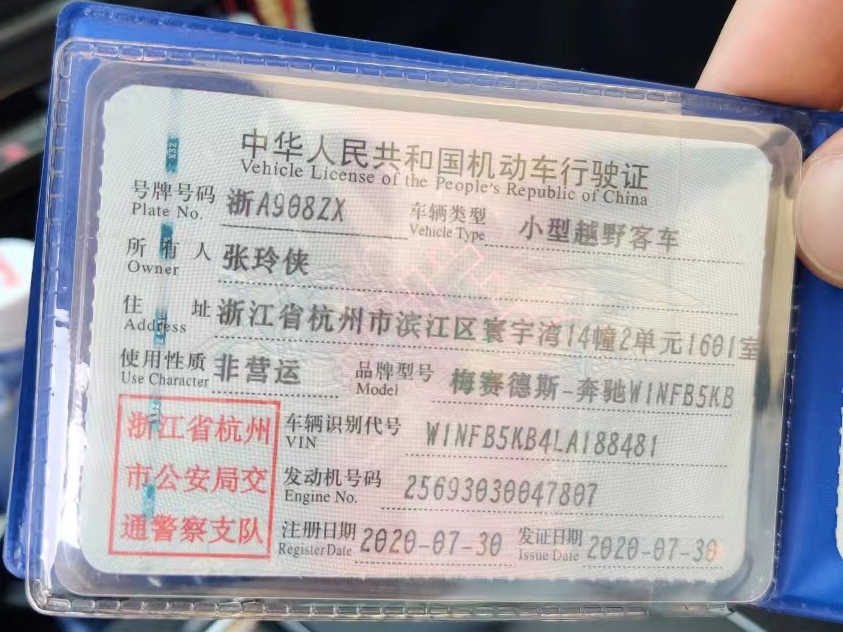 中华人民共和国机动车行驶证
Vehicle License of the People's Republic of China
号牌号码 浙A908ZX 车辆类型 小型越野客车
Plate No. Vehicle Type
所有人 张玲侠
Owner
住址 浙江省杭州市滨江区寰宇湾14幢2单元1601室
Address
使用性质 非营运 品牌型号 梅赛德斯-奔驰W1NFB5KB
Use Character Model
浙江省杭州
市公安局交
通警察支队
车辆识别代号 W1NFB5KB4LA188481
VIN
发动机号码 25693030047807
Engine No.
注册日期 2020-07-30 发证日期 2020-07-30
Register Date Issue Date